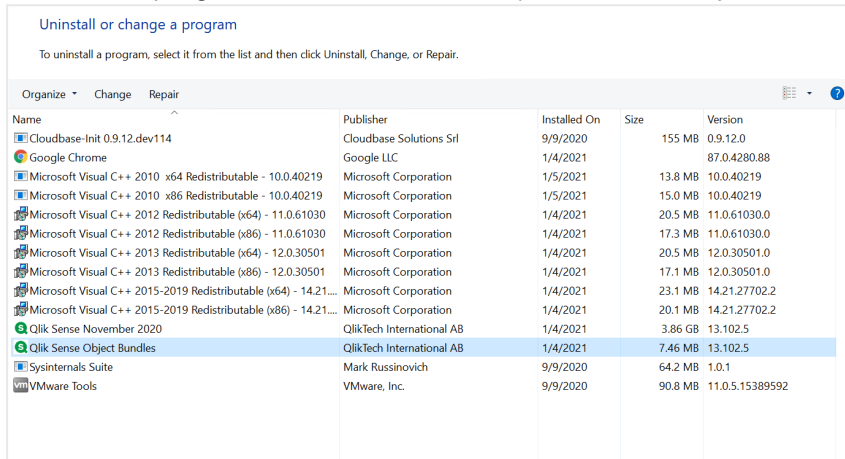 Uninstall or change a program
To uninstall a program, select it from the list and then click Uninstall, Change, or Repair.
Organize Change Repair ?
Name Publisher Installed On Size Version
Cloudbase-Init 0.9.12.dev114 Cloudbase Solutions Srl 9/9/2020 155 MB 0.9.12.0
Google Chrome Google LLC 1/4/2021 87.0.4280.88
Microsoft Visual C++ 2010 x64 Redistributable - 10.0.40219 Microsoft Corporation 1/5/2021 13.8 MB 10.0.40219
Microsoft Visual C++ 2010 x86 Redistributable - 10.0.40219 Microsoft Corporation 1/5/2021 15.0 MB 10.0.40219
Microsoft Visual C++ 2012 Redistributable (x64) - 11.0.61030 Microsoft Corporation 1/4/2021 20.5 MB 11.0.61030.0
Microsoft Visual C++ 2012 Redistributable (x86) - 11.0.61030 Microsoft Corporation 1/4/2021 17.3 MB 11.0.61030.0
Microsoft Visual C++ 2013 Redistributable (x64) - 12.0.30501 Microsoft Corporation 1/4/2021 20.5 MB 12.0.30501.0
Microsoft Visual C++ 2013 Redistributable (x86) - 12.0.30501 Microsoft Corporation 1/4/2021 17.1 MB 12.0.30501.0
Microsoft Visual C++ 2015-2019 Redistributable (x64) - 14.21.... Microsoft Corporation 1/4/2021 23.1 MB 14.21.27702.2
Microsoft Visual C++ 2015-2019 Redistributable (x86) - 14.21.... Microsoft Corporation 1/4/2021 20.1 MB 14.21.27702.2
Qlik Sense November 2020 QlikTech International AB 1/4/2021 3.86 GB 13.102.5
Qlik Sense Object Bundles QlikTech International AB 1/4/2021 7.46 MB 13.102.5
Sysinternals Suite Mark Russinovich 9/9/2020 64.2 MB 1.0.1
vm VMware Tools VMware, Inc. 9/9/2020 90.8 MB 11.0.5.15389592